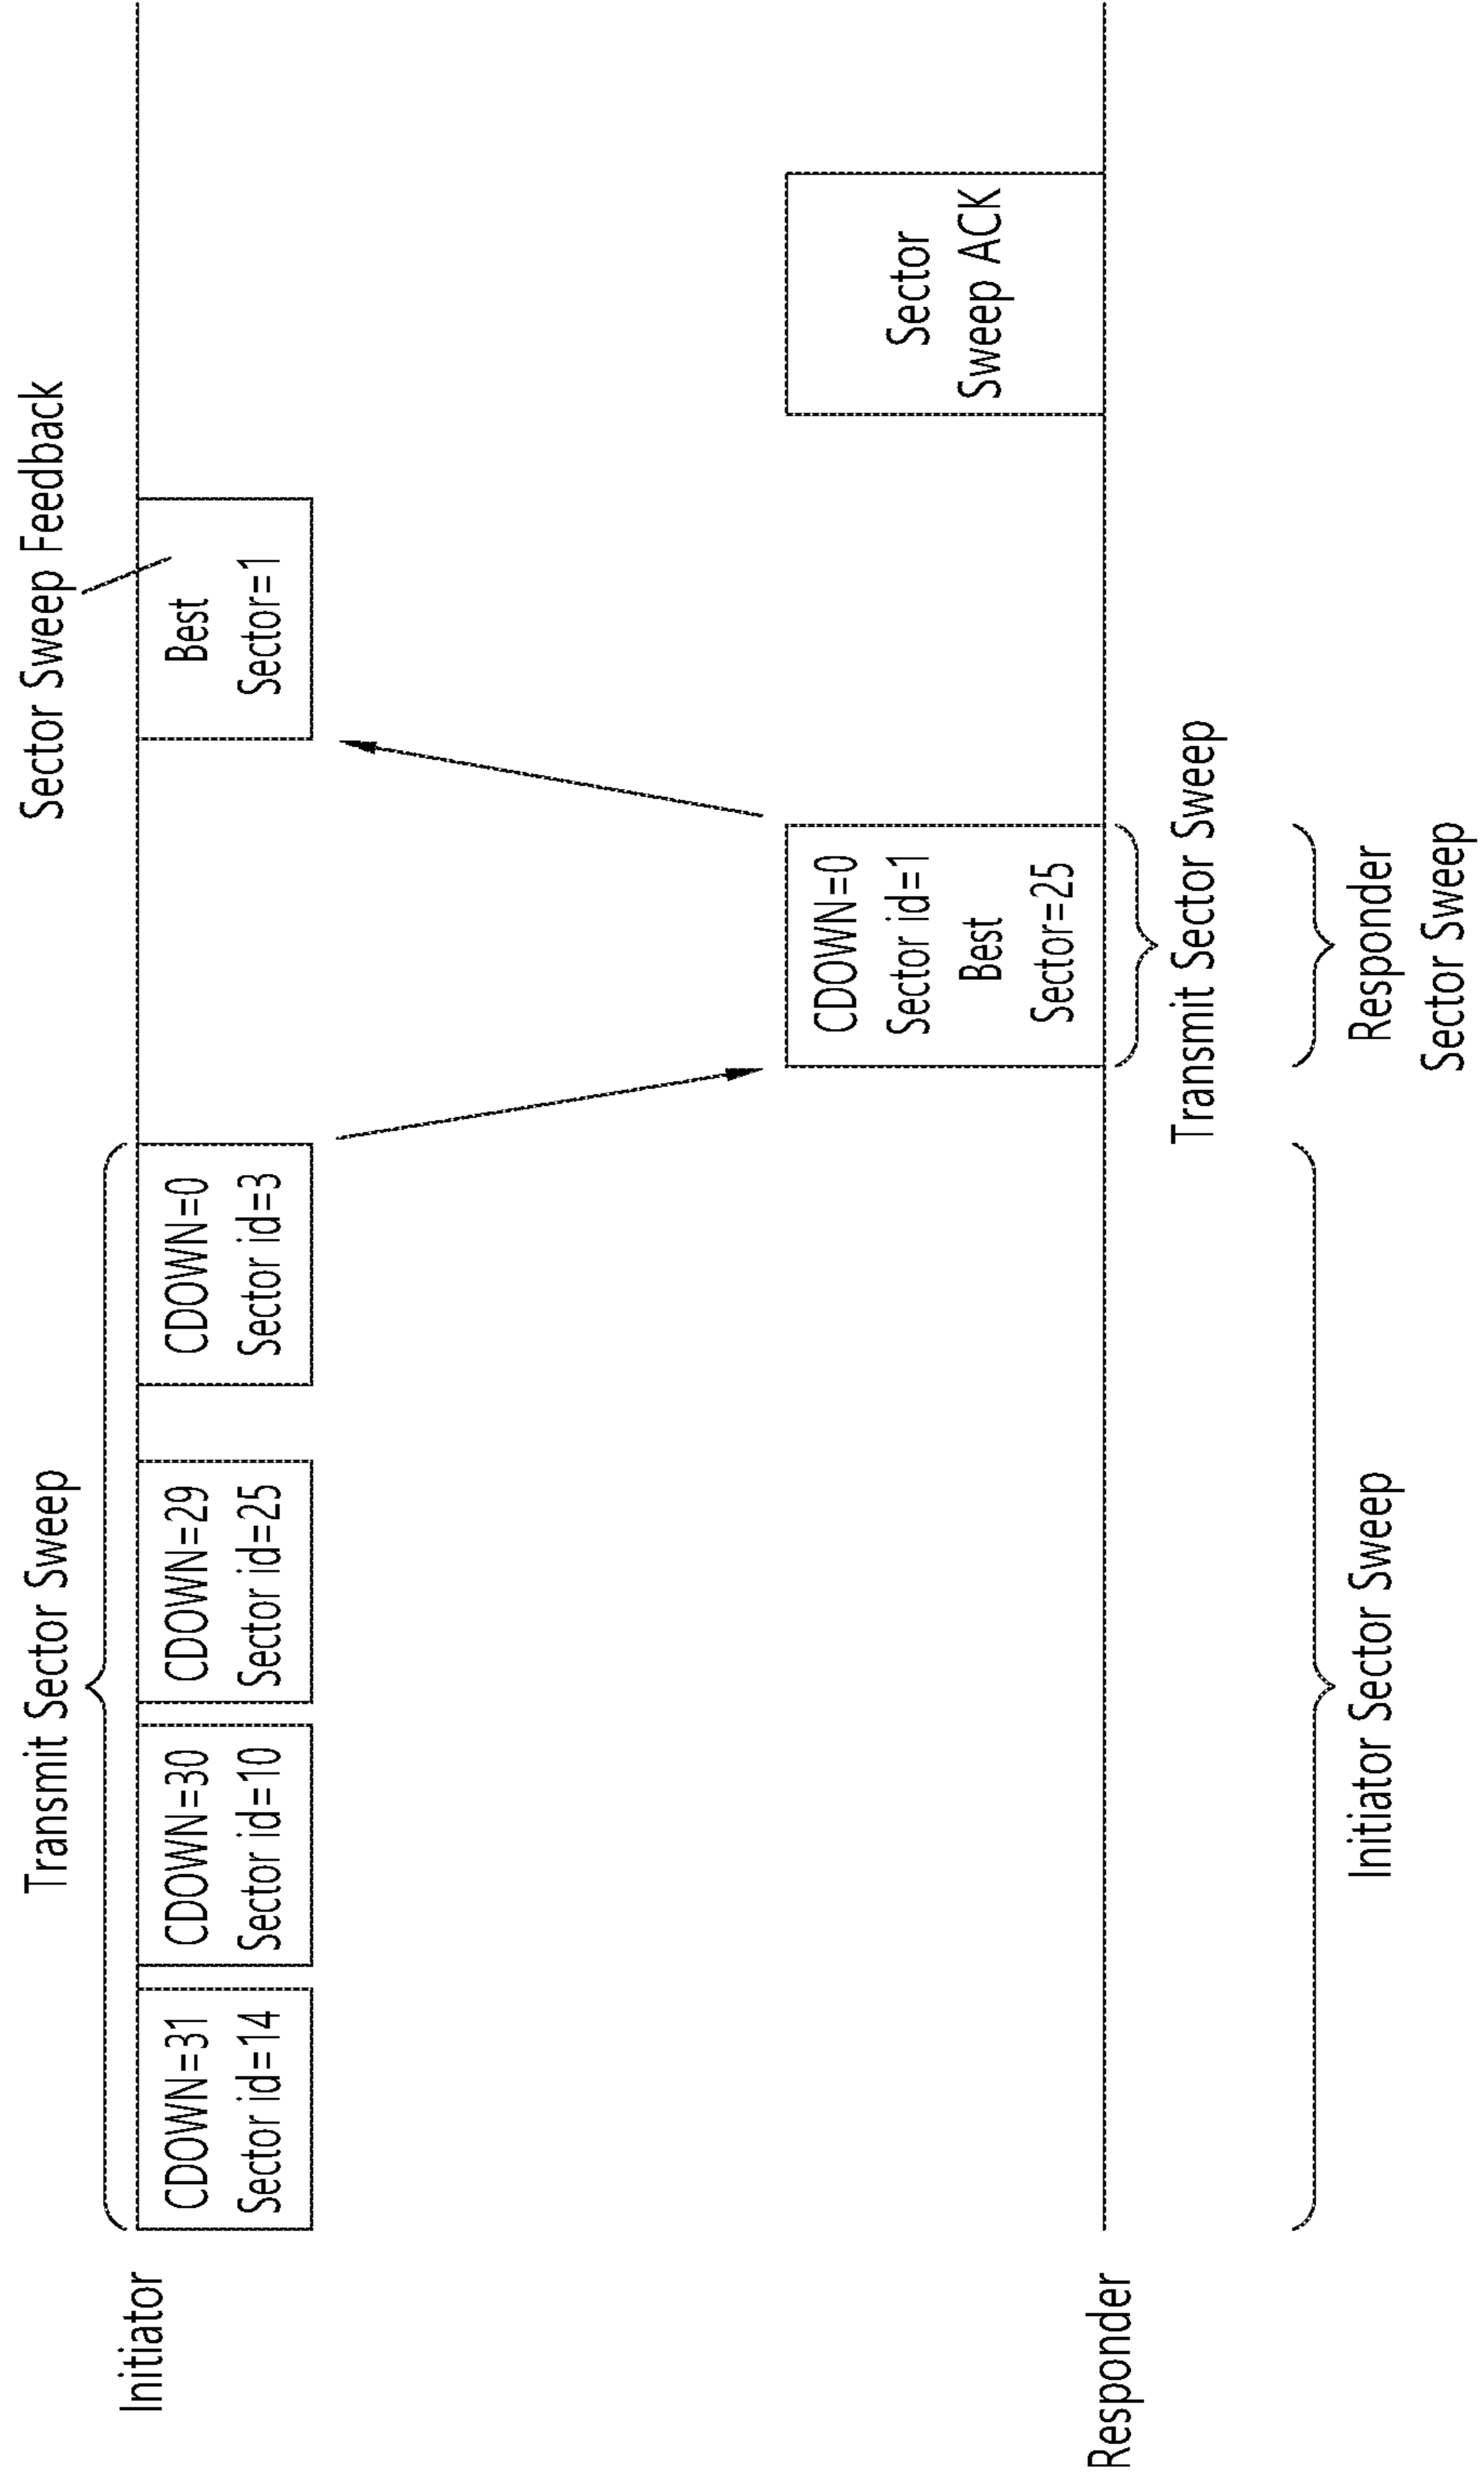 Transmit Sector Sweep
Sector Sweep Feedback
Initiator
CDOWN=31
Sector id=14
CDOWN=30
Sector id=10
CDOWN=29
Sector id=25
CDOWN=0
Sector id=3
Best
Sector=1
Responder
CDOWN=0
Sector id=1
Best
Sector=25
Sector
Sweep ACK
Transmit Sector Sweep
Initiator Sector Sweep
Responder
Sector Sweep